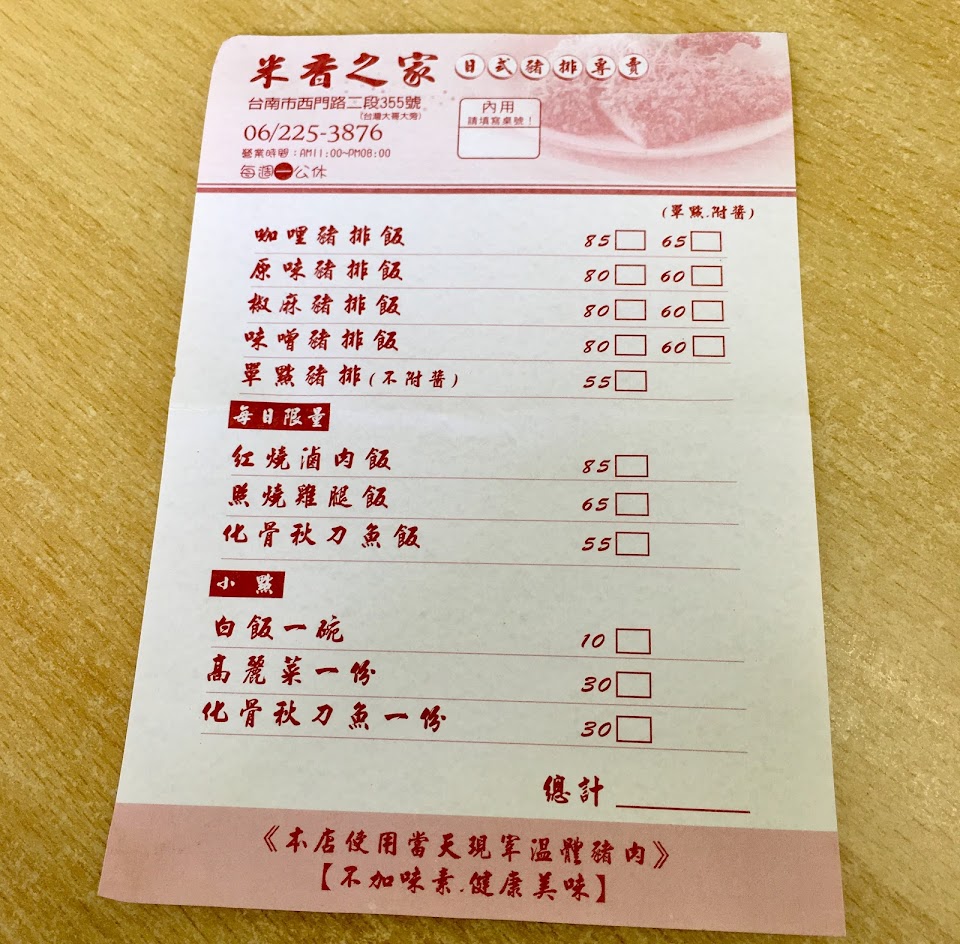 米香之家 日式豬排專賣
台南市西門路二段355號
(台灣大哥大旁)
06/225-3876
營業時間：AM11:00~PM08:00
每週一公休
內用
請填寫桌號！
(單點.附醬)
咖哩豬排飯 85 65
原味豬排飯 80 60
椒麻豬排飯 80 60
味噌豬排飯 80 60
單點豬排(不附醬) 55
每日限量
紅燒滷肉飯 85
照燒雞腿飯 65
化骨秋刀魚飯 55
小點
白飯一碗 10
高麗菜一份 30
化骨秋刀魚一份 30
總計
《本店使用當天現宰溫體豬肉》
【不加味素.健康美味】